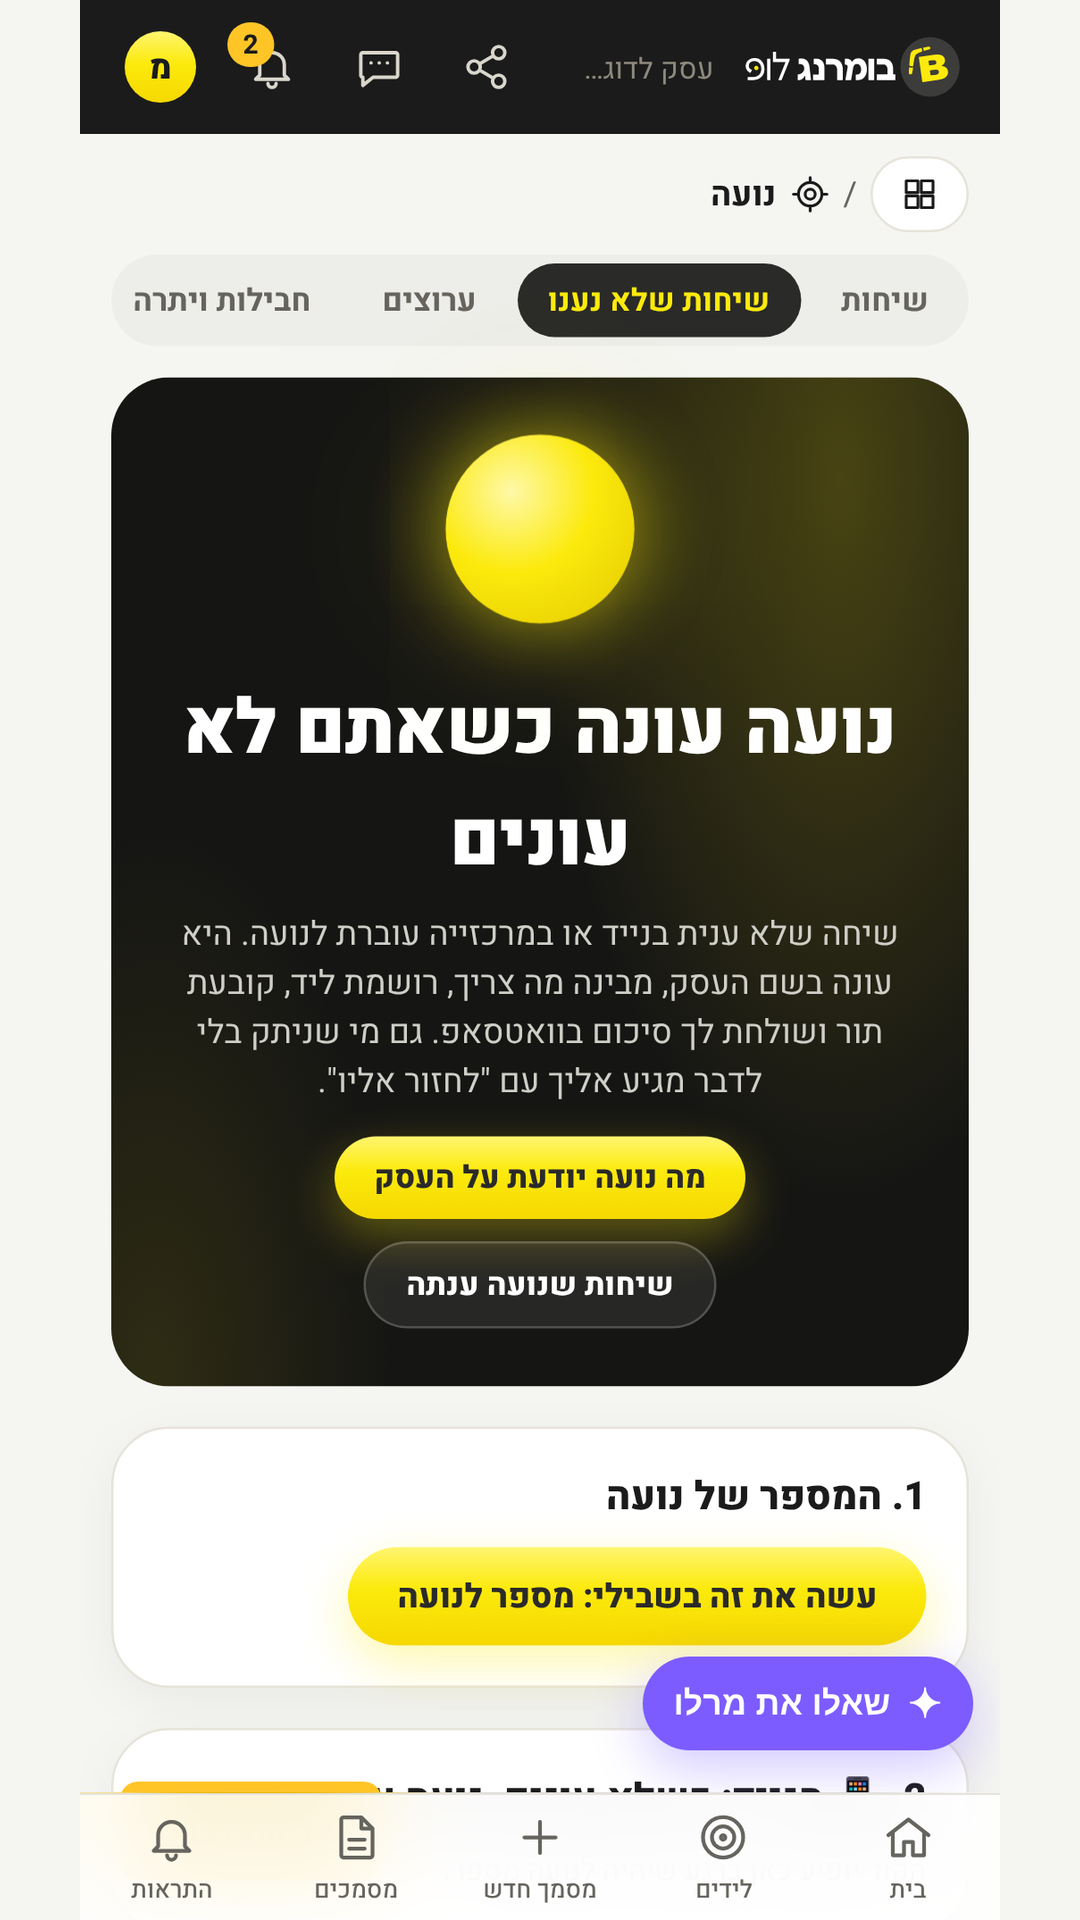 בומרנג לופ
עסק לדוג...
2
מ
/ נועה
שיחות
שיחות שלא נענו
ערוצים
חבילות ויתרה
נועה עונה כשאתם לא
עונים
שיחה שלא ענית בנייד או במרכזייה עוברת לנועה. היא
עונה בשם העסק, מבינה מה צריך, רושמת ליד, קובעת
תור ושולחת לך סיכום בוואטסאפ. גם מי שניתק בלי
לדבר מגיע אליך עם "לחזור אליו".
מה נועה יודעת על העסק
שיחות שנועה ענתה
1. המספר של נועה
עשה את זה בשבילי: מספר לנועה
שאלו את מרלו
בית
לידים
מסמך חדש
מסמכים
התראות